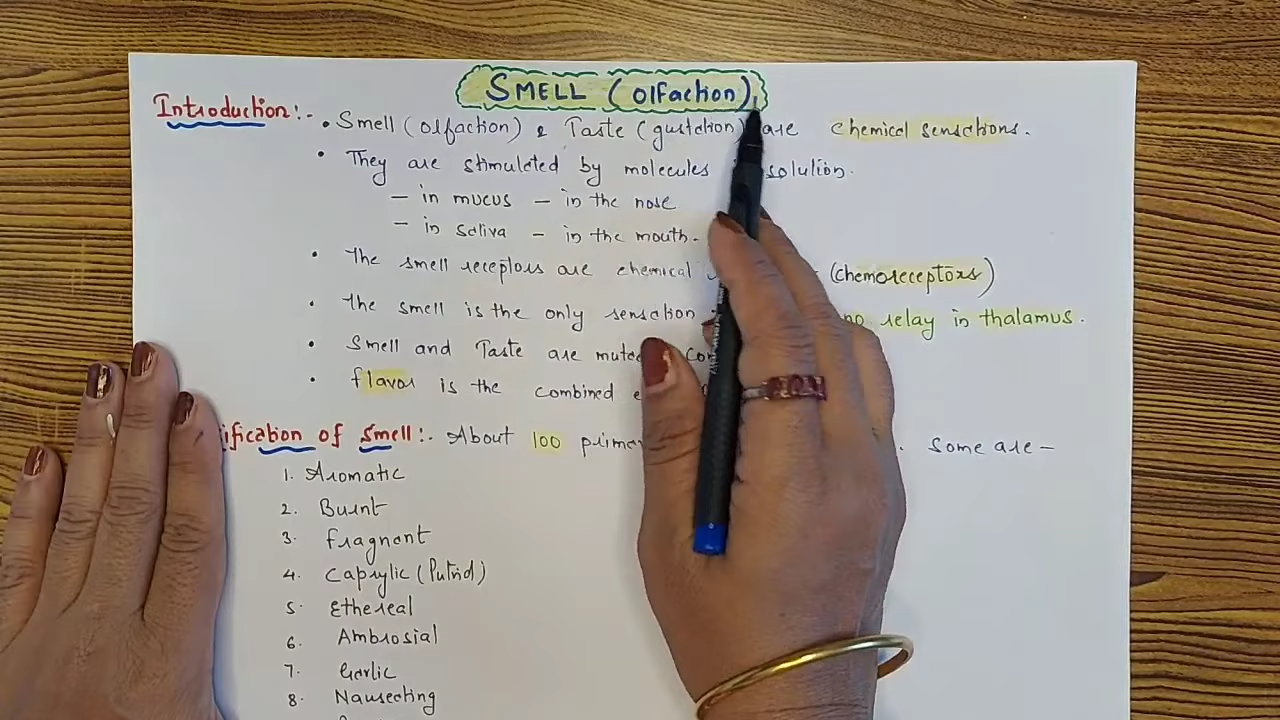 SMELL (Olfaction)
Introduction:-
• Smell (Olfaction) & Taste (gustation) are chemical sensations.
• They are stimulated by molecules solution.
– in mucus – in the nose
– in saliva – in the mouth.
• The smell receptors are chemical (chemoreceptors)
• The smell is the only sensation no relay in thalamus.
• Smell and Taste are
• flavor is the combined
of Smell:- About 100 Some are –
1. Aromatic
2. Burnt
3. fragnent
4. Caprylic (Putrid)
5. Ethereal
6. Ambrosial
7. Garlic
8. Nauseating